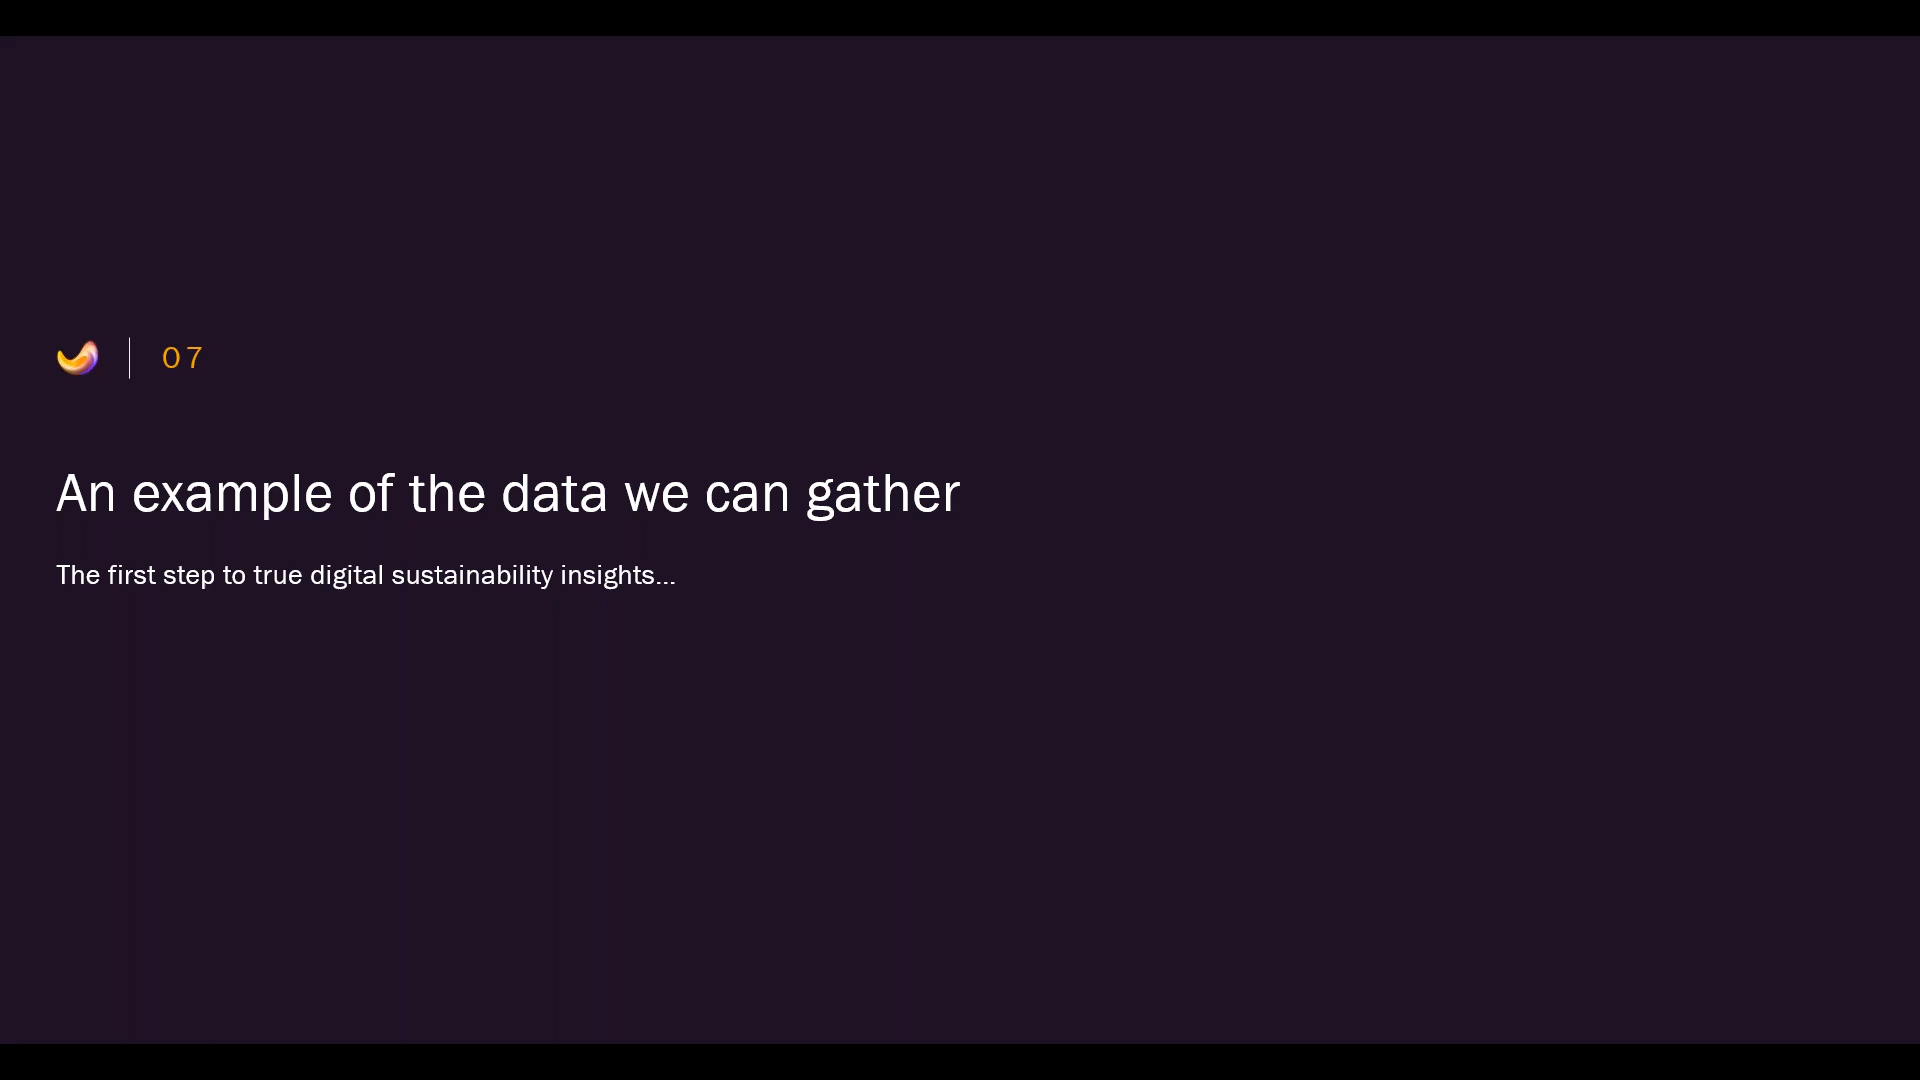 07
An example of the data we can gather
The first step to true digital sustainability insights...